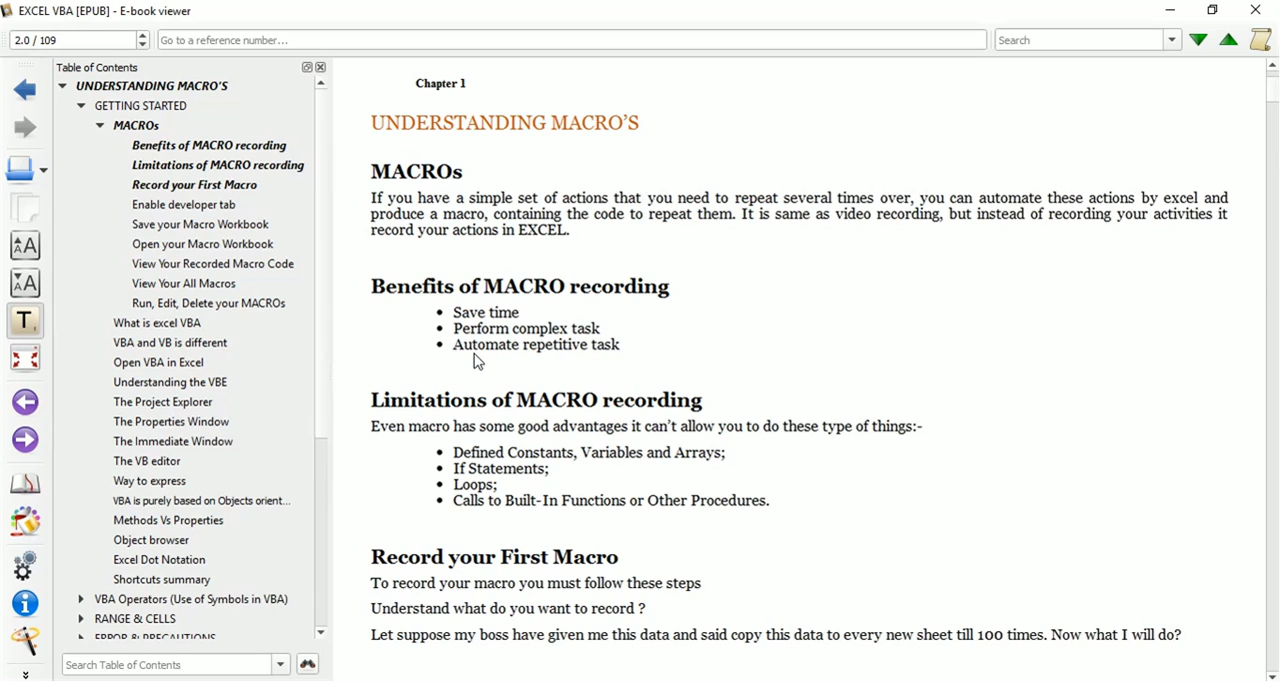 EXCEL VBA [EPUB] - E-book viewer
2.0 / 109
Go to a reference number...
Search
Table of Contents
UNDERSTANDING MACRO'S
GETTING STARTED
MACROs
Benefits of MACRO recording
Limitations of MACRO recording
Record your First Macro
Enable developer tab
Save your Macro Workbook
Open your Macro Workbook
View Your Recorded Macro Code
View Your All Macros
Run, Edit, Delete your MACROs
What is excel VBA
VBA and VB is different
Open VBA in Excel
Understanding the VBE
The Project Explorer
The Properties Window
The Immediate Window
The VB editor
Way to express
VBA is purely based on Objects orient...
Methods Vs Properties
Object browser
Excel Dot Notation
Shortcuts summary
VBA Operators (Use of Symbols in VBA)
RANGE & CELLS
ERROR & PRECAUTIONS
Search Table of Contents
Chapter 1
UNDERSTANDING MACRO’S
MACROs
If you have a simple set of actions that you need to repeat several times over, you can automate these actions by excel and
produce a macro, containing the code to repeat them. It is same as video recording, but instead of recording your activities it
record your actions in EXCEL.
Benefits of MACRO recording
• Save time
• Perform complex task
• Automate repetitive task
Limitations of MACRO recording
Even macro has some good advantages it can’t allow you to do these type of things:-
• Defined Constants, Variables and Arrays;
• If Statements;
• Loops;
• Calls to Built-In Functions or Other Procedures.
Record your First Macro
To record your macro you must follow these steps
Understand what do you want to record ?
Let suppose my boss have given me this data and said copy this data to every new sheet till 100 times. Now what I will do?